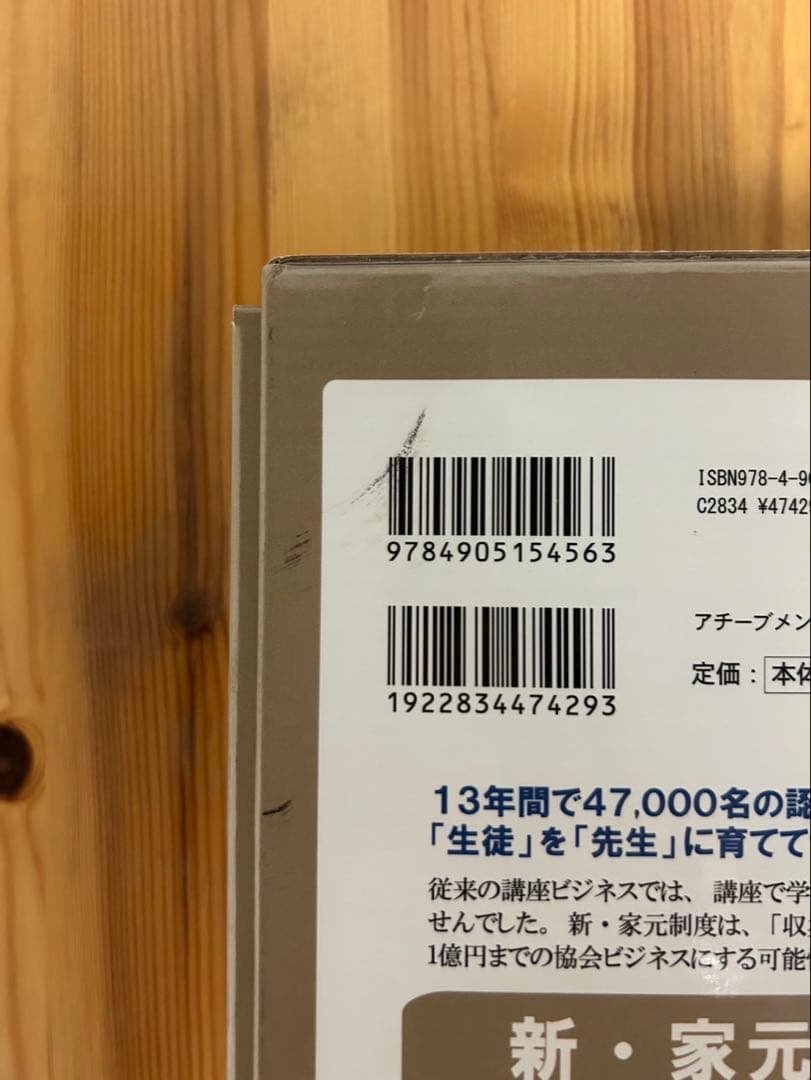 ISBN978-4-9
C2834 ¥4742
9784905154563
アチーブメン
定価：本体
1922834474293
13年間で47,000名の認
「生徒」を「先生」に育てて
従来の講座ビジネスでは、講座で学
せんでした。新・家元制度は、「収
1億円までの協会ビジネスにする可能
新・家元